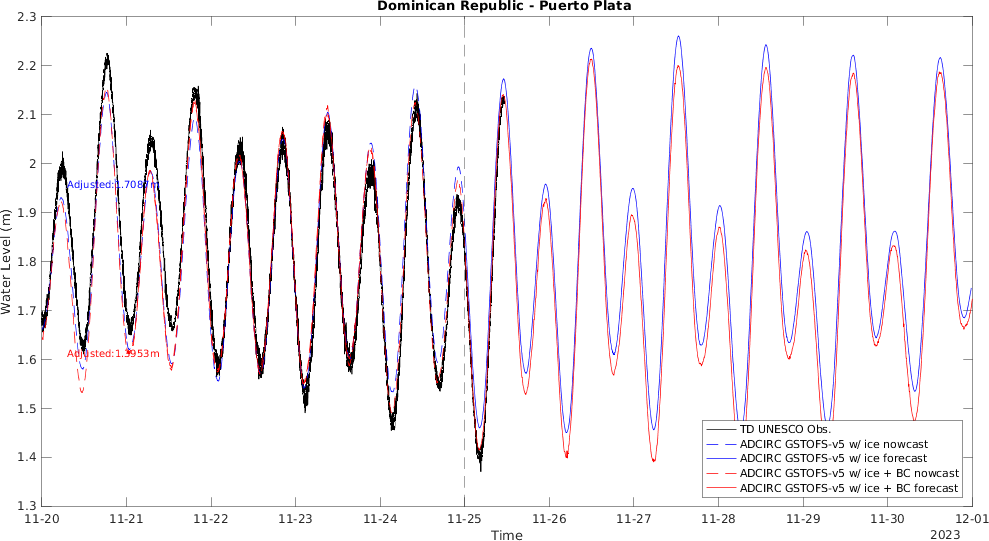 Dominican Republic - Puerto Plata
Water Level (m)
2.3
2.2
2.1
2
1.9
1.8
1.7
1.6
1.5
1.4
1.3
Adjusted:1.7087m
TD UNESCO Obs.
ADCIRC GSTOFS-v5 w/ ice nowcast
ADCIRC GSTOFS-v5 w/ ice forecast
ADCIRC GSTOFS-v5 w/ ice + BC nowcast
ADCIRC GSTOFS-v5 w/ ice + BC forecast
11-20
11-21
11-22
11-23
11-24
11-25
11-26
11-27
11-28
11-29
11-30
12-01
Time
2023